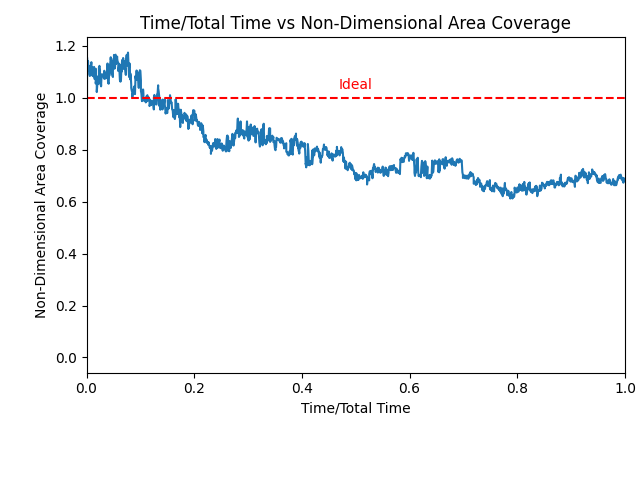 Time/Total Time vs Non-Dimensional Area Coverage
1.2
1.0
0.8
0.6
0.4
0.2
0.0
Non-Dimensional Area Coverage
Ideal
0.0 0.2 0.4 0.6 0.8 1.0
Time/Total Time